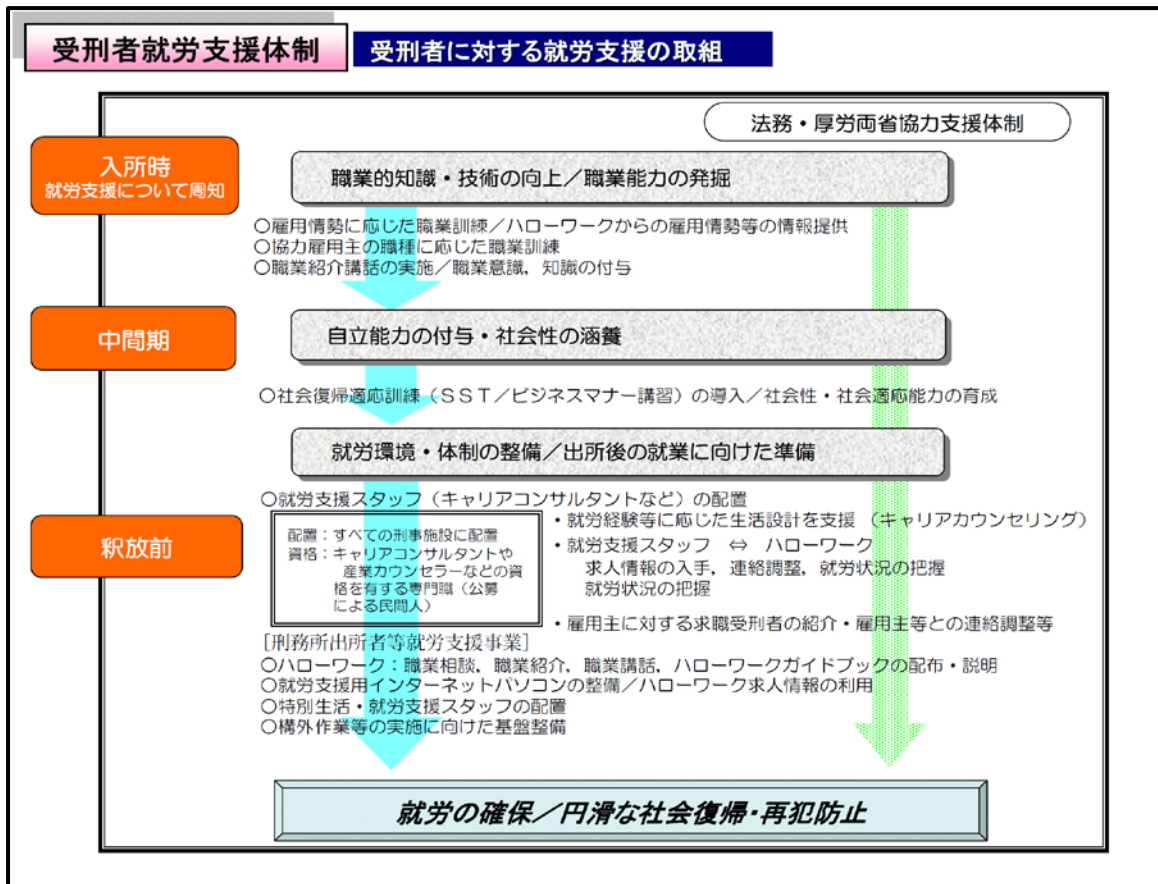 受刑者就労支援体制
受刑者に対する就労支援の取組
法務・厚労両省協力支援体制
入所時
就労支援について周知
職業的知識・技術の向上／職業能力の発掘
○雇用情勢に応じた職業訓練／ハローワークからの雇用情勢等の情報提供
○協力雇用主の職種に応じた職業訓練
○職業紹介講話の実施／職業意識，知識の付与
中間期
自立能力の付与・社会性の涵養
○社会復帰適応訓練（ＳＳＴ／ビジネスマナー講習）の導入／社会性・社会適応能力の育成
就労環境・体制の整備／出所後の就業に向けた準備
釈放前
○就労支援スタッフ（キャリアコンサルタントなど）の配置
配置：すべての刑事施設に配置
資格：キャリアコンサルタントや
産業カウンセラーなどの資
格を有する専門職（公募
による民間人）
・就労経験等に応じた生活設計を支援 （キャリアカウンセリング）
・就労支援スタッフ ⇔ ハローワーク
求人情報の入手，連絡調整，就労状況の把握
就労状況の把握
・雇用主に対する求職受刑者の紹介・雇用主等との連絡調整等
［刑務所出所者等就労支援事業］
○ハローワーク：職業相談，職業紹介，職業講話，ハローワークガイドブックの配布・説明
○就労支援用インターネットパソコンの整備／ハローワーク求人情報の利用
○特別生活・就労支援スタッフの配置
○構外作業等の実施に向けた基盤整備
就労の確保／円滑な社会復帰・再犯防止